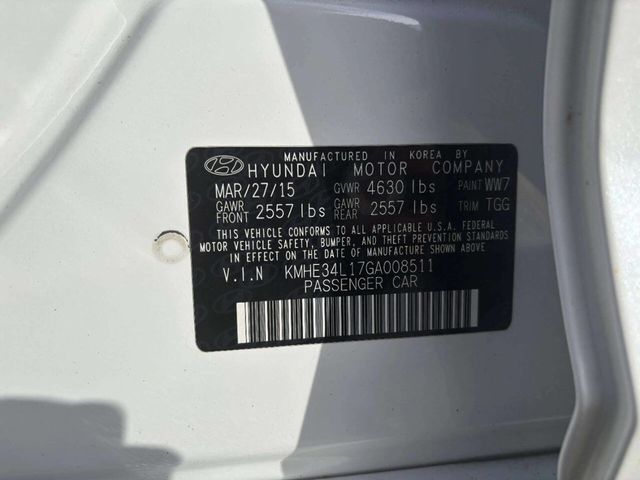 MANUFACTURED IN KOREA BY
HYUNDAI MOTOR COMPANY
MAR/27/15 GVWR 4630 lbs PAINT WW7
GAWR FRONT 2557 lbs GAWR REAR 2557 lbs TRIM TGG
THIS VEHICLE CONFORMS TO ALL APPLICABLE U.S.A. FEDERAL
MOTOR VEHICLE SAFETY, BUMPER, AND THEFT PREVENTION
STANDARDS IN EFFECT ON THE DATE OF MANUFACTURE
SHOWN ABOVE.
V.I.N KMHE34L17GA008511
PASSENGER CAR